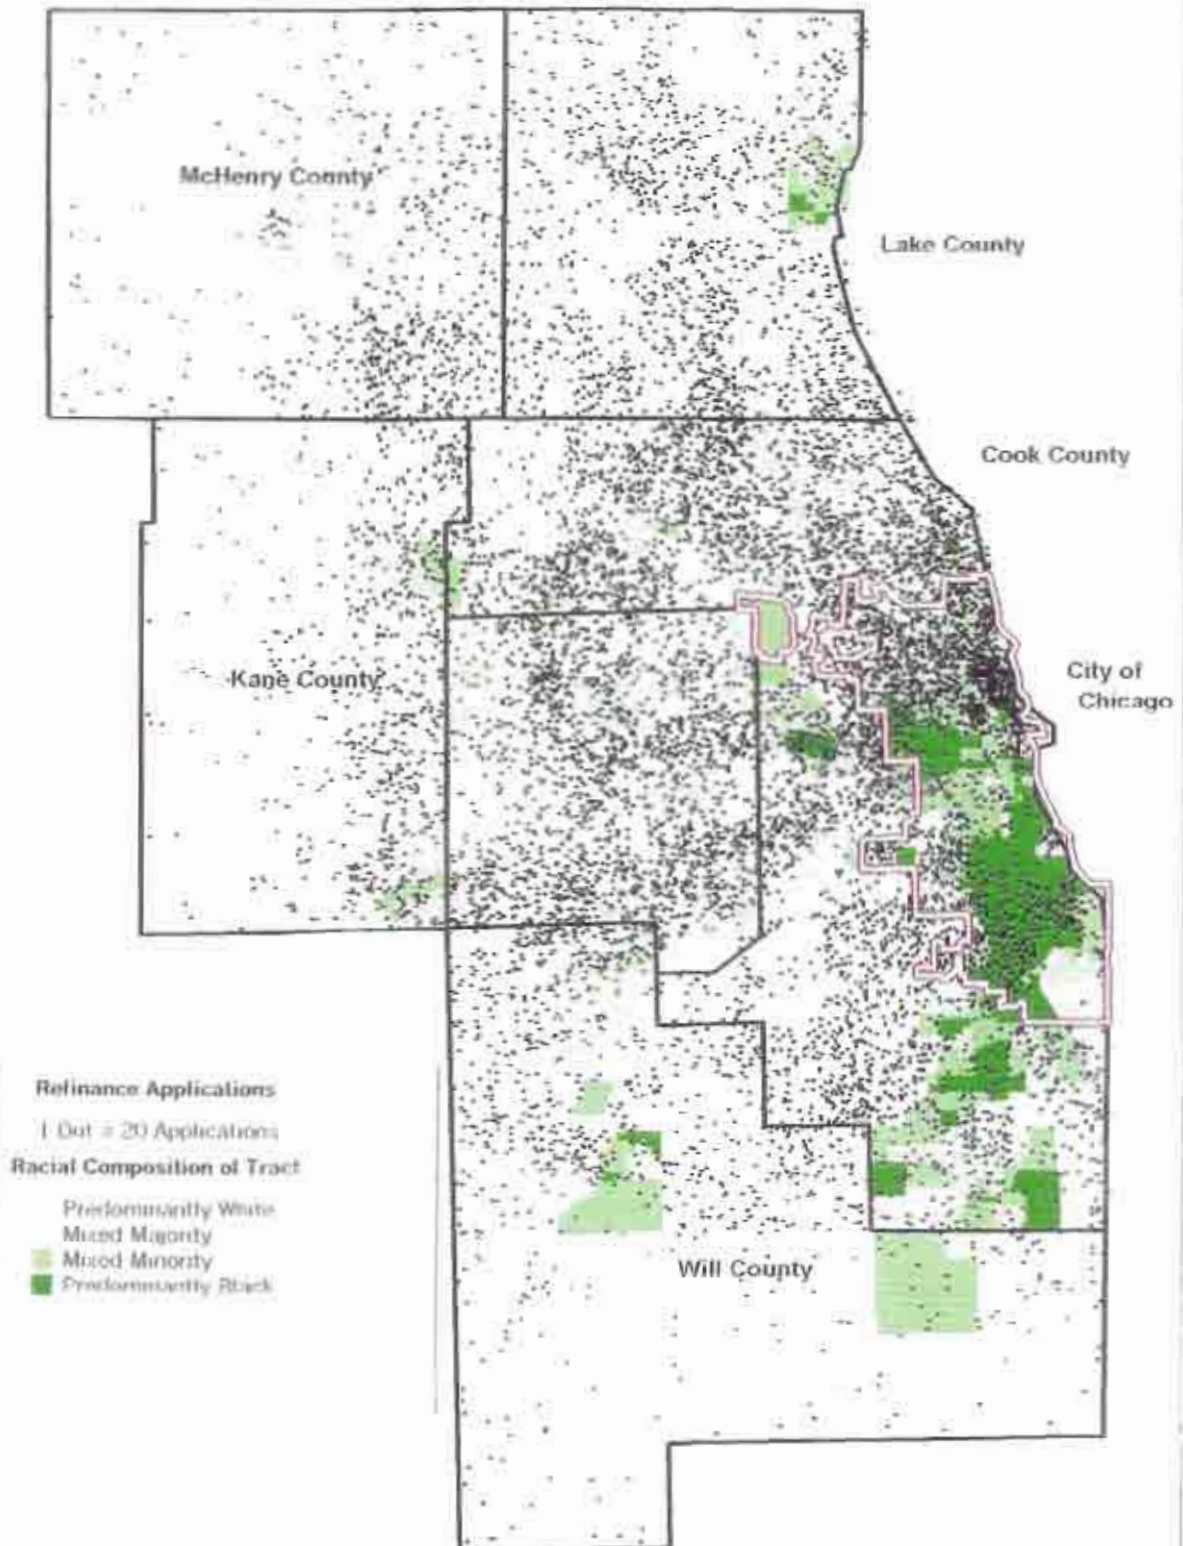 McHenry County
Lake County
Cook County
City of
Chicago
Kane County
Refinance Applications
1 Dot = 20 Applications
Racial Composition of Tract
Predominantly White
Mixed Majority
Mixed Minority
Predominantly Black
Will County